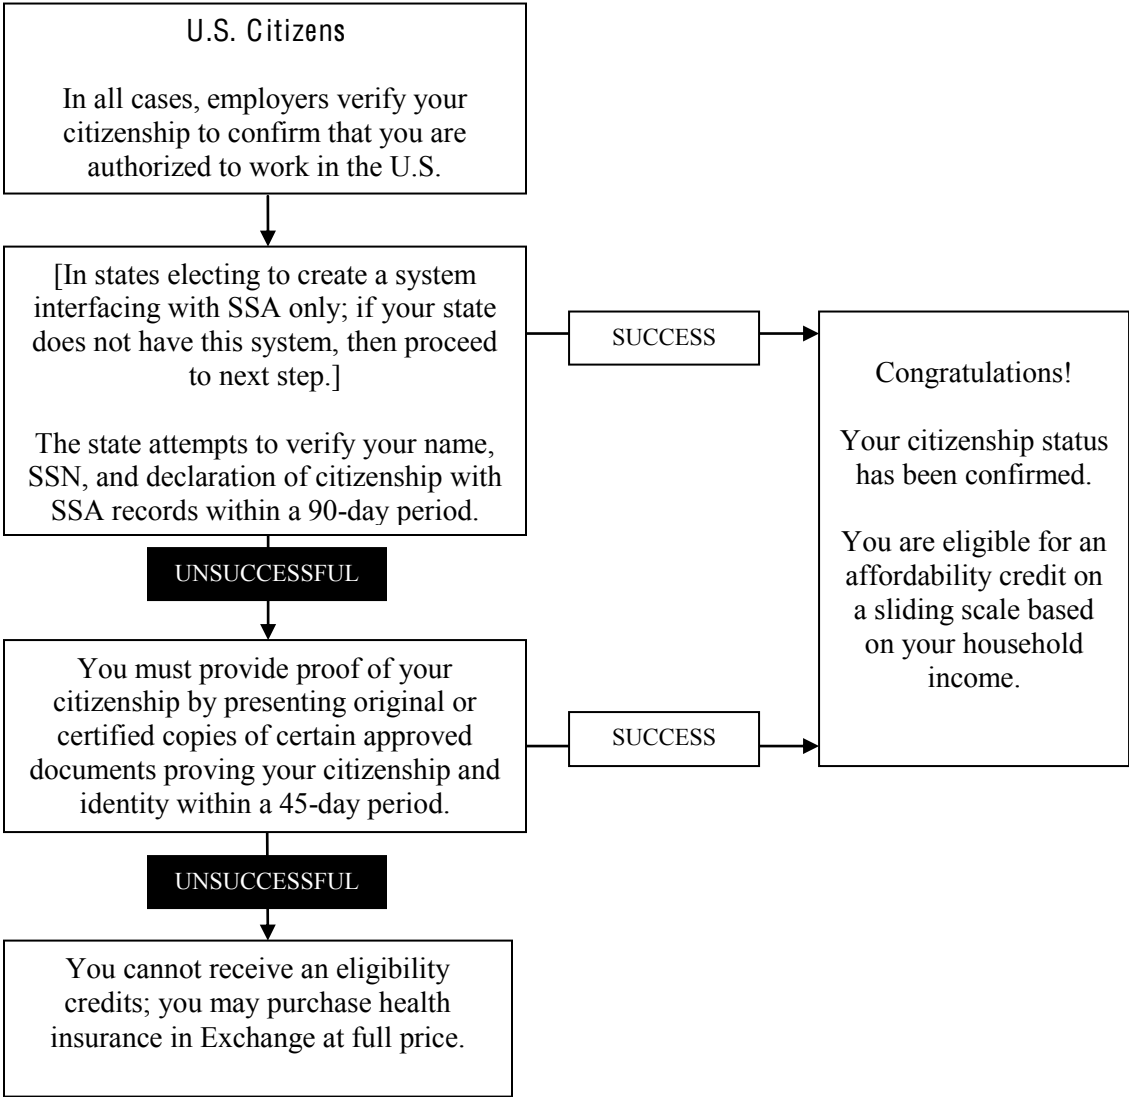 U.S. Citizens
In all cases, employers verify your
citizenship to confirm that you are
authorized to work in the U.S.
[In states electing to create a system
interfacing with SSA only; if your state
does not have this system, then proceed
to next step.]
The state attempts to verify your name,
SSN, and declaration of citizenship with
SSA records within a 90-day period.
SUCCESS
Congratulations!
Your citizenship status
has been confirmed.
You are eligible for an
affordability credit on
a sliding scale based
on your household
income.
UNSUCCESSFUL
You must provide proof of your
citizenship by presenting original or
certified copies of certain approved
documents proving your citizenship and
identity within a 45-day period.
SUCCESS
UNSUCCESSFUL
You cannot receive an eligibility
credits; you may purchase health
insurance in Exchange at full price.